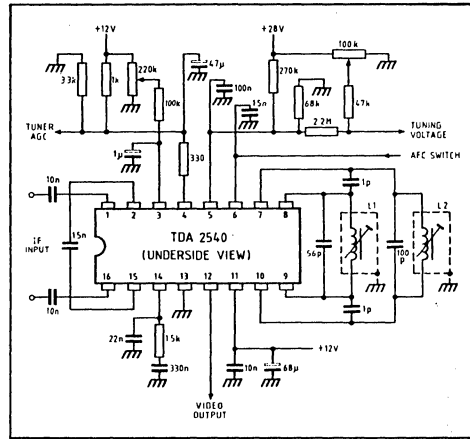 +12V
+28V
47μ
100k
33k
1k
220k
100n
270k
15n
68k
47k
100k
2.2M
TUNER
AGC
TUNING
VOLTAGE
1μ
330
AFC SWITCH
10n
1p
1 2 3 4 5 6 7 8
L1
L2
IF
INPUT
15n
TDA 2540
(UNDERSIDE VIEW)
56p
100
p
16 15 14 13 12 11 10 9
10n
1p
22n
15k
+12V
330n
10n
68μ
VIDEO
OUTPUT